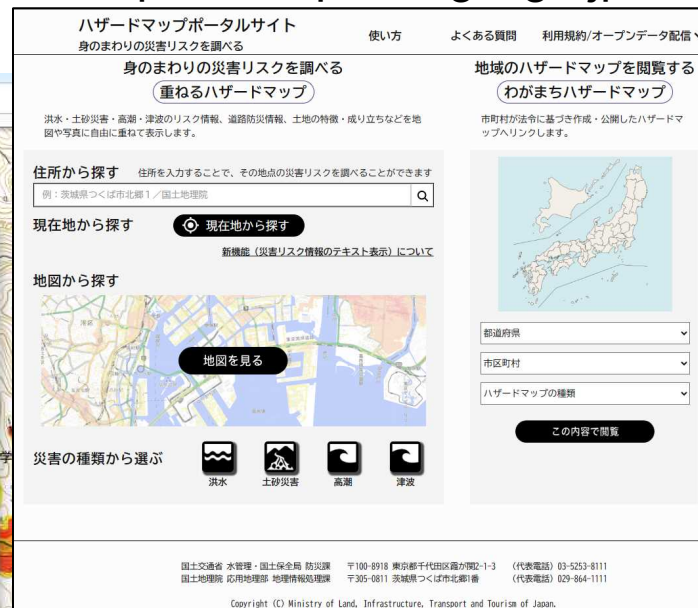 ハザードマップポータルサイト
身のまわりの災害リスクを調べる
使い方
よくある質問
利用規約/オープンデータ配信
身のまわりの災害リスクを調べる
重ねるハザードマップ
洪水・土砂災害・高潮・津波のリスク情報、道路防災情報、土地の特徴・成り立ちなどを地
図や写真に自由に重ねて表示します。
住所から探す 住所を入力することで、その地点の災害リスクを調べることができます
例：茨城県つくば市北郷１／国土地理院
現在地から探す
現在地から探す
新機能（災害リスク情報のテキスト表示）について
地図から探す
地図を見る
災害の種類から選ぶ
洪水
土砂災害
高潮
津波
地域のハザードマップを閲覧する
わがまちハザードマップ
市町村が法令に基づき作成・公開したハザードマ
ップへリンクします。
都道府県
市区町村
ハザードマップの種類
この内容で閲覧
学
国土交通省 水管理・国土保全局 防災課 〒100-8918 東京都千代田区霞が関2-1-3 （代表電話）03-5253-8111
国土地理院 応用地理部 地理情報処理課 〒305-0811 茨城県つくば市北郷1番 （代表電話）029-864-1111
Copyright (C) Ministry of Land, Infrastructure, Transport and Tourism of Japan.